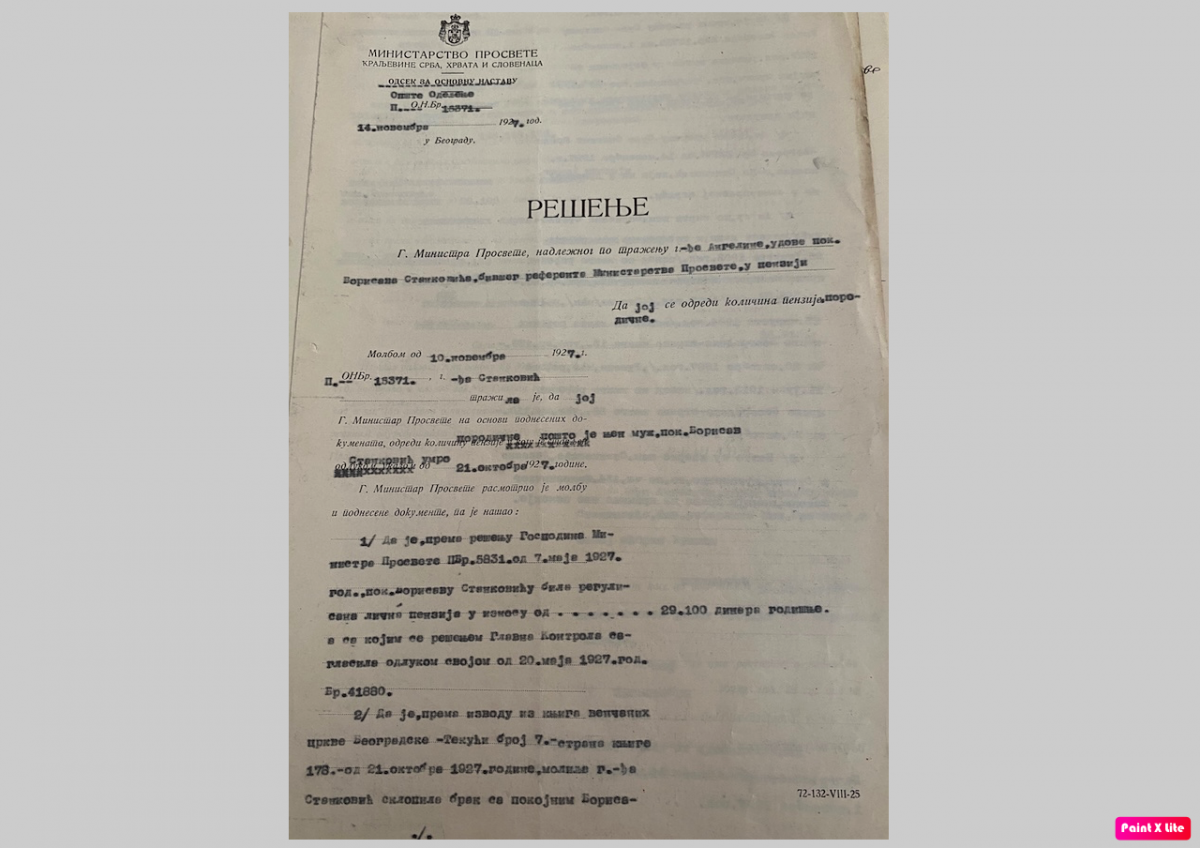 МИНИСТАРСТВО ПРОСВЕТЕ
КРАЉЕВИНЕ СРБА, ХРВАТА И СЛОВЕНАЦА
ОДСЕК ЗА ОСНОВНУ НАСТАВУ
Опште Одељење
П. О.Н.Бр. 18371.
14.новембра 1927. год.
у Београду.
РЕШЕЊЕ
Г. Министра Просвете, надлежног по тражењу г.-ђе Ангелине,удове пок.
Борисава Станковића,бившег референта Министарства Просвете,у пензији
Да јој се одреди количина пензије,поро-
дичне.
Молбом од 10.новембра 1927. г.
П. ОНБр. 18371. , г. -ђа Станковић
тражила је, да јој
Г. Министар Просвете на основи поднесених до-
кумената, одреди количину пензије породичне пошто је њен муж,пок.Борисав
Станковић умро 21.октобра 1927. године.
Г. Министар Просвете расмотрио је молбу
и поднесене документе, па је нашао:
1/ Да је,према решењу Господина Ми-
нистра Просвете ПБр.5831.од 7.маја 1927.
год.,пок.Борисаву Станковићу била регули-
сана лична пензија у износу од . . . . . . . 29.100 динара годишње.
а са којим се решењем Главна Контрола са-
гласила одлуком својом од 20.маја 1927.год.
Бр.41880.
2/ Да је,према изводу из књига венчаних
цркве Београдске -Текући број 7.-страна књиге
178.-од 21.октобра 1927.године,молиља г.-ђа
Станковић склопила брак са покојним Бориса-
./.
72-132-VIII-25
Paint X Lite